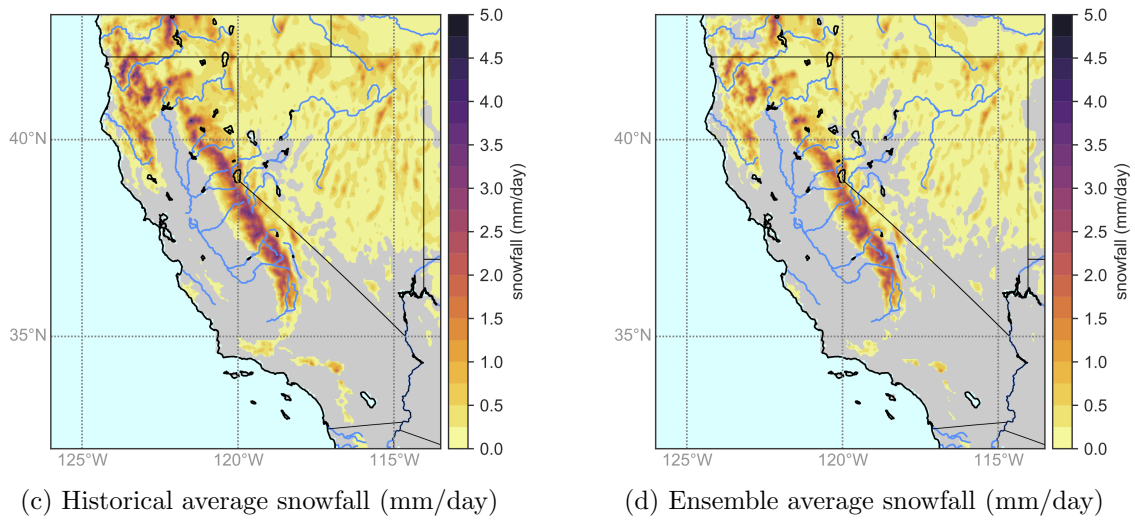 5.0
4.5
4.0
3.5
3.0
2.5
2.0
1.5
1.0
0.5
0.0
snowfall (mm/day)
40°N
35°N
125°W 120°W 115°W
(c) Historical average snowfall (mm/day)
5.0
4.5
4.0
3.5
3.0
2.5
2.0
1.5
1.0
0.5
0.0
snowfall (mm/day)
40°N
35°N
125°W 120°W 115°W
(d) Ensemble average snowfall (mm/day)